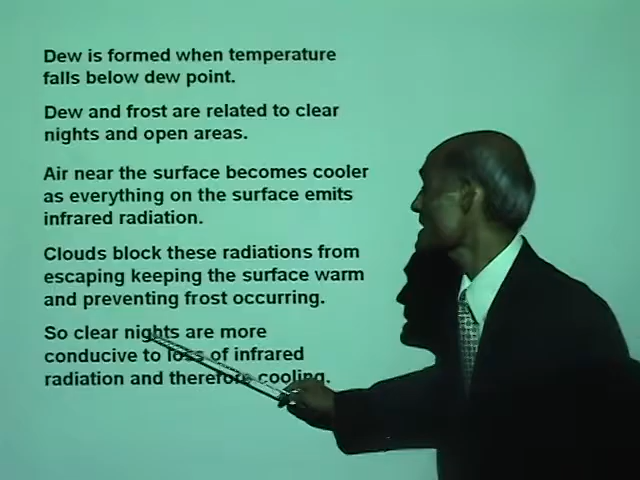 Dew is formed when temperature
falls below dew point.
Dew and frost are related to clear
nights and open areas.
Air near the surface becomes cooler
as everything on the surface emits
infrared radiation.
Clouds block these radiations from
escaping keeping the surface warm
and preventing frost occurring.
So clear nights are more
conducive to loss of infrared
radiation and therefore cooling.